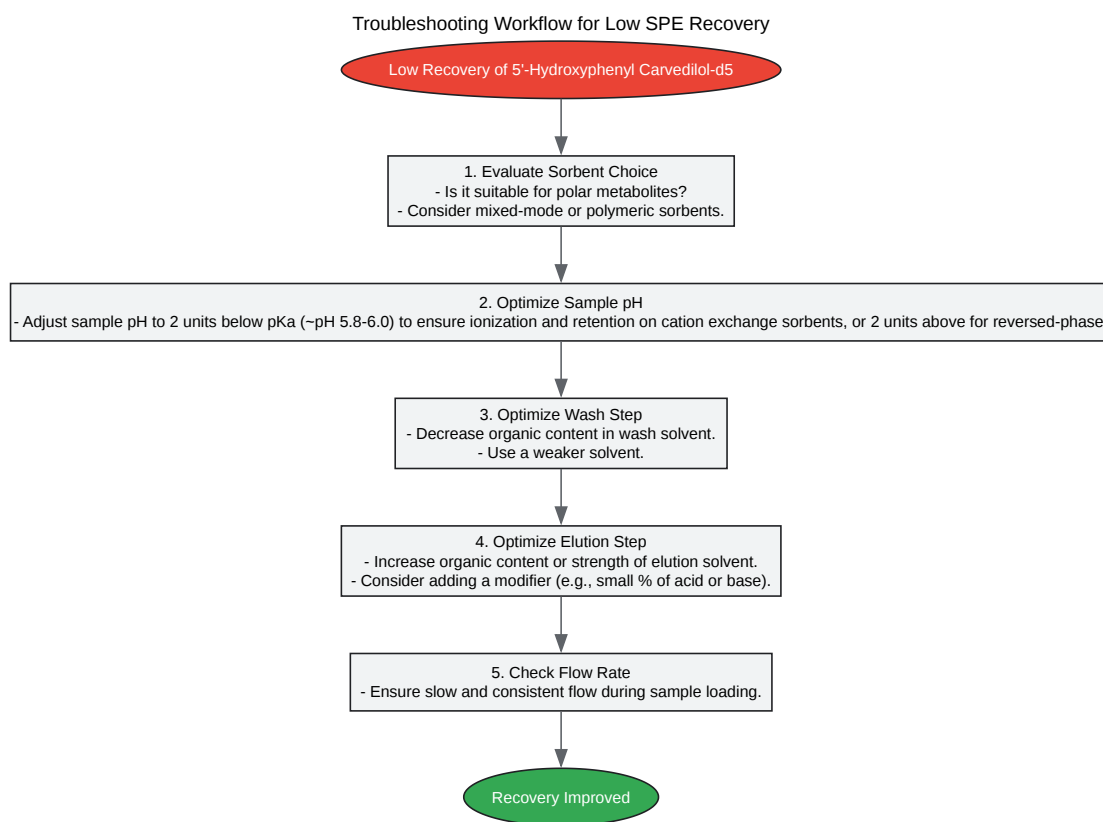 Troubleshooting Workflow for Low SPE Recovery
Low Recovery of 5'-Hydroxyphenyl Carvedilol-d5
1. Evaluate Sorbent Choice
- Is it suitable for polar metabolites?
- Consider mixed-mode or polymeric sorbents.
2. Optimize Sample pH
- Adjust sample pH to 2 units below pKa (~pH 5.8-6.0) to ensure ionization and retention on cation exchange sorbents, or 2 units above for reversed-phase
3. Optimize Wash Step
- Decrease organic content in wash solvent.
- Use a weaker solvent.
4. Optimize Elution Step
- Increase organic content or strength of elution solvent.
- Consider adding a modifier (e.g., small % of acid or base).
5. Check Flow Rate
- Ensure slow and consistent flow during sample loading.
Recovery Improved